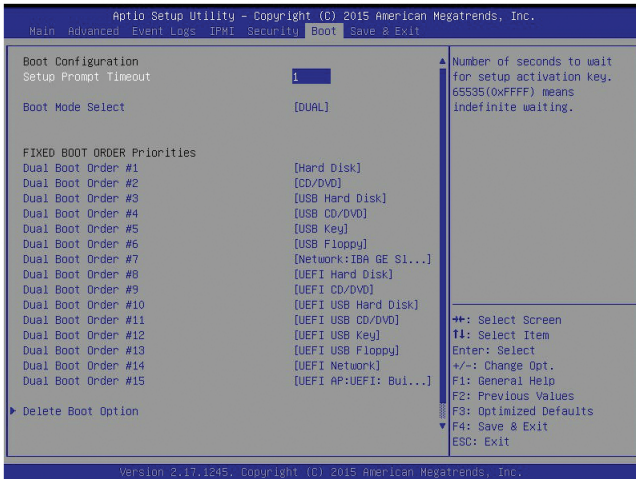 Aptio Setup Utility – Copyright (C) 2015 American Megatrends, Inc.
Main Advanced Event Logs IPMI Security Boot Save & Exit
Boot Configuration
Setup Prompt Timeout 1
Boot Mode Select [DUAL]
FIXED BOOT ORDER Priorities
Dual Boot Order #1 [Hard Disk]
Dual Boot Order #2 [CD/DVD]
Dual Boot Order #3 [USB Hard Disk]
Dual Boot Order #4 [USB CD/DVD]
Dual Boot Order #5 [USB Key]
Dual Boot Order #6 [USB Floppy]
Dual Boot Order #7 [Network:IBA GE Sl...]
Dual Boot Order #8 [UEFI Hard Disk]
Dual Boot Order #9 [UEFI CD/DVD]
Dual Boot Order #10 [UEFI USB Hard Disk]
Dual Boot Order #11 [UEFI USB CD/DVD]
Dual Boot Order #12 [UEFI USB Key]
Dual Boot Order #13 [UEFI USB Floppy]
Dual Boot Order #14 [UEFI Network]
Dual Boot Order #15 [UEFI AP:UEFI: Bui...]
Delete Boot Option
Number of seconds to wait
for setup activation key.
65535(0xFFFF) means
indefinite waiting.
→←: Select Screen
↑↓: Select Item
Enter: Select
+/-: Change Opt.
F1: General Help
F2: Previous Values
F3: Optimized Defaults
F4: Save & Exit
ESC: Exit
Version 2.17.1245. Copyright (C) 2015 American Megatrends, Inc.